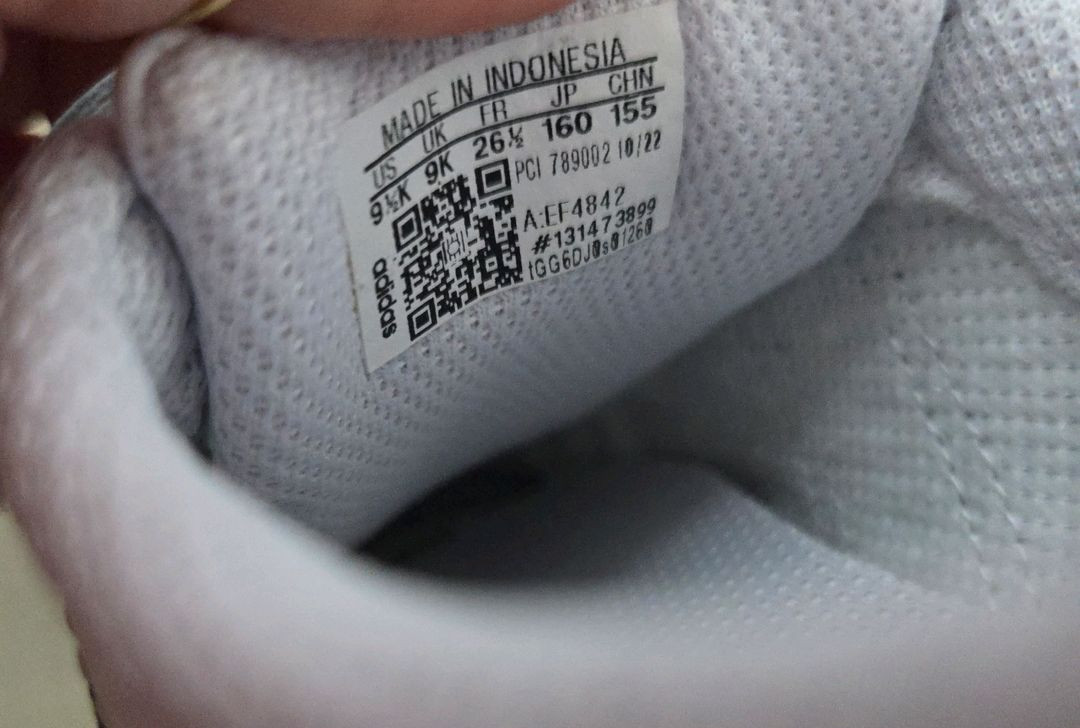 MADE IN INDONESIA
US UK FR JP CHN
9½K 9K 26½ 160 155
PCI 789002 10/22
A:EF4842
#131473899
tGG6DJ0s01260
adidas